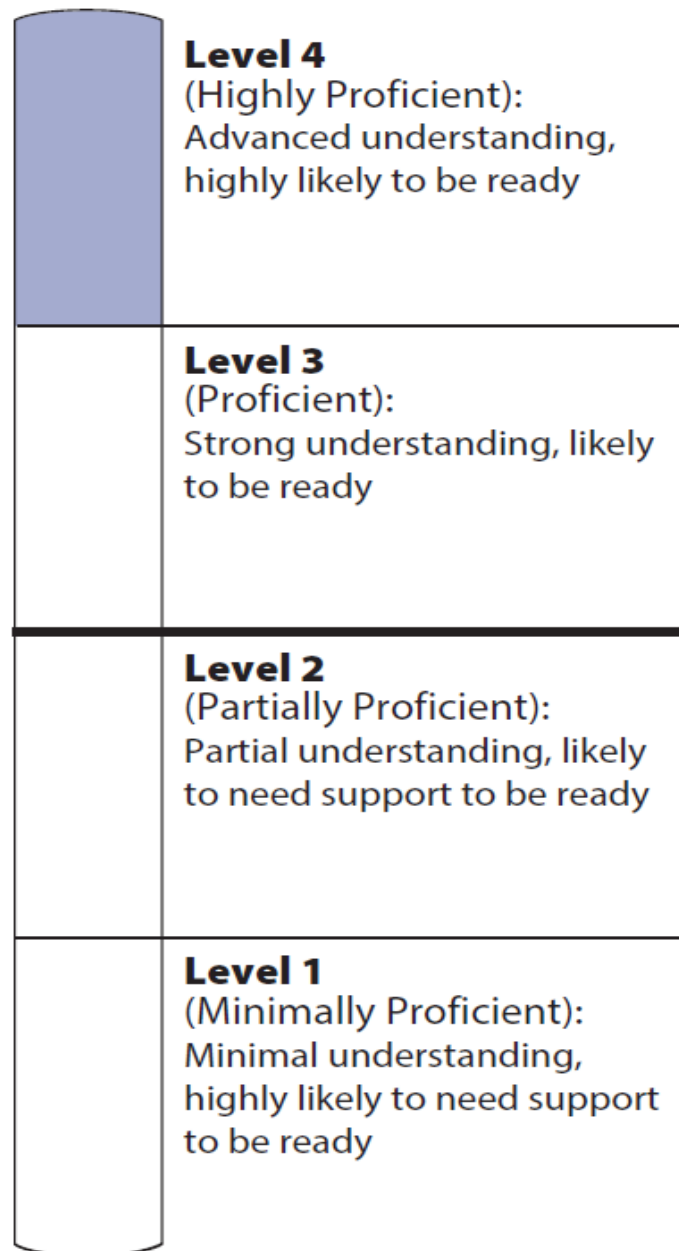 Level 4
(Highly Proficient):
Advanced understanding,
highly likely to be ready
Level 3
(Proficient):
Strong understanding, likely
to be ready
Level 2
(Partially Proficient):
Partial understanding, likely
to need support to be ready
Level 1
(Minimally Proficient):
Minimal understanding,
highly likely to need support
to be ready